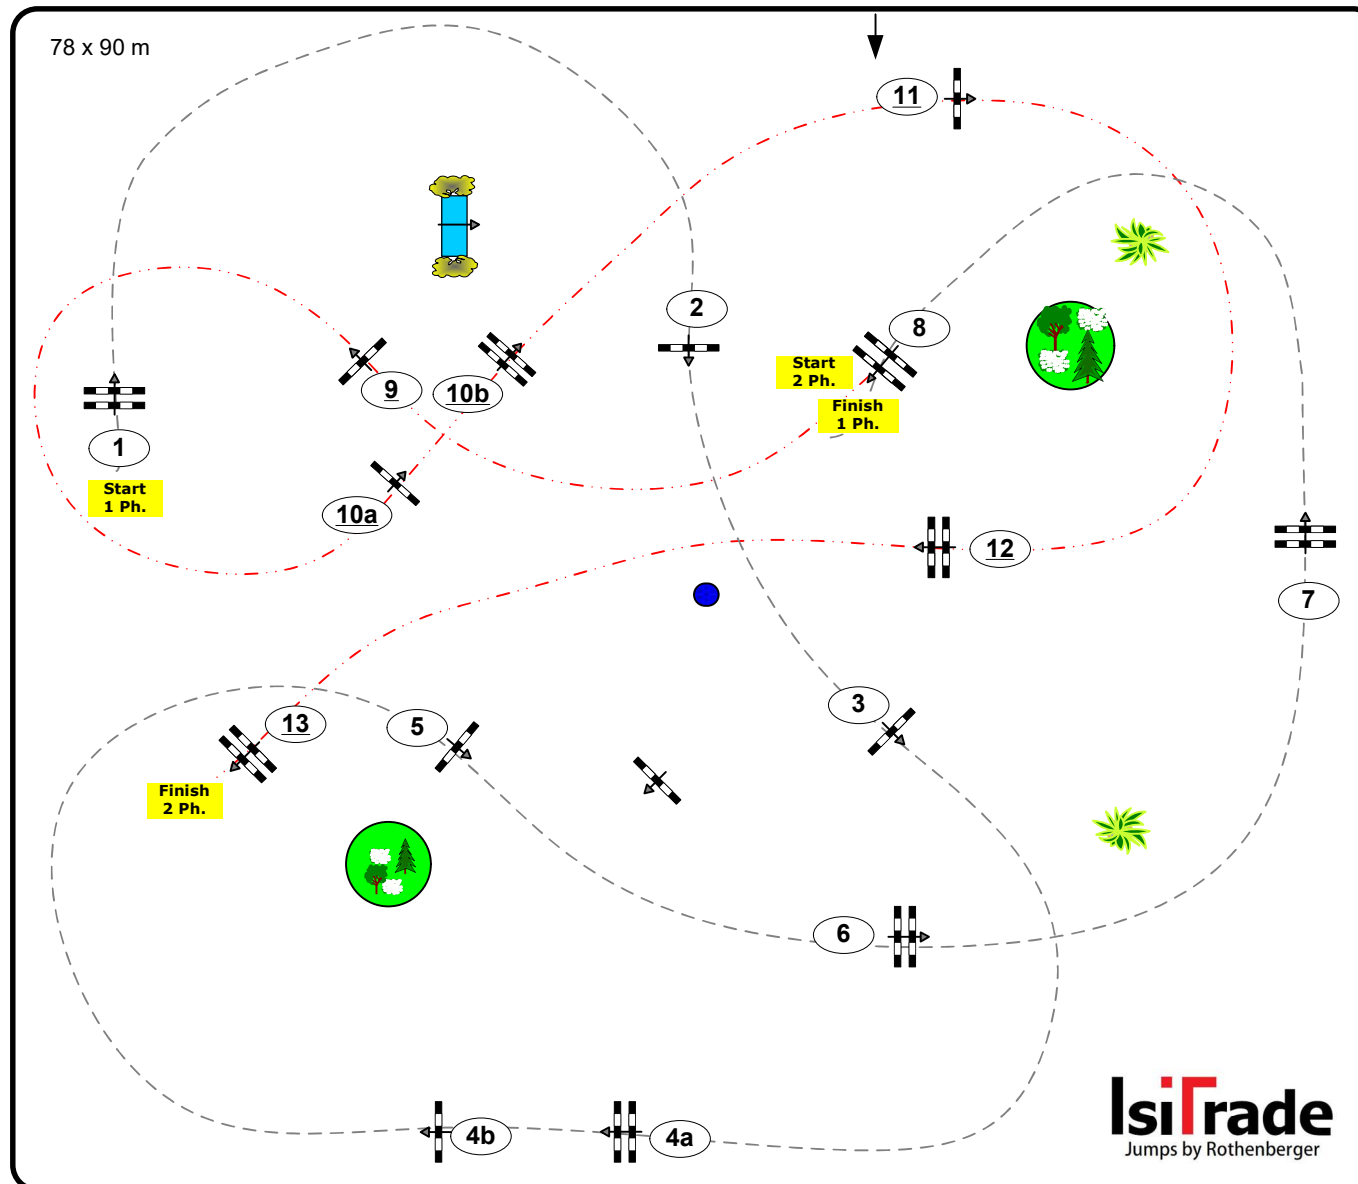 78 x 90 m
11
2
8
Start
2 Ph.
Finish
1 Ph.
9
10b
1
Start
1 Ph.
10a
12
7
3
13
5
Finish
2 Ph.
6
4b
4a
IsiTrade
Jumps by Rothenberger